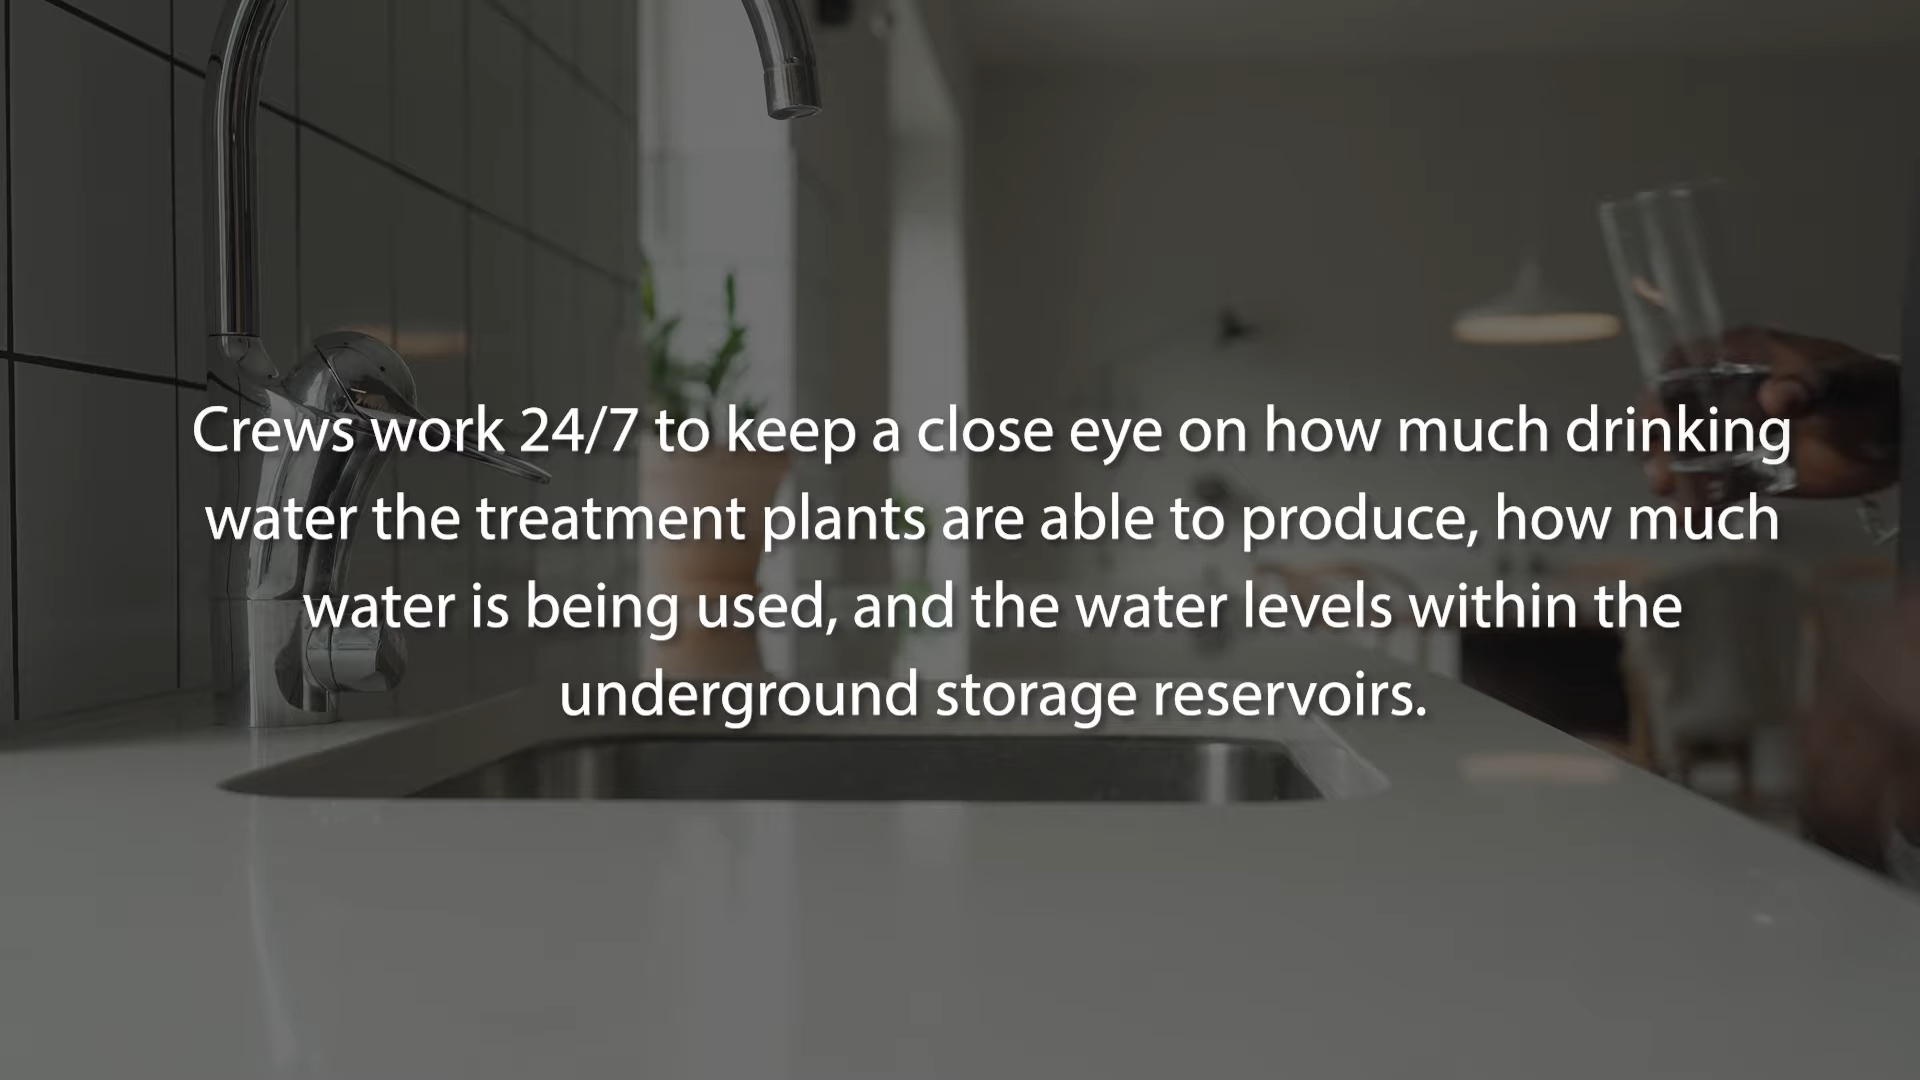 Crews work 24/7 to keep a close eye on how much drinking
water the treatment plants are able to produce, how much
water is being used, and the water levels within the
underground storage reservoirs.